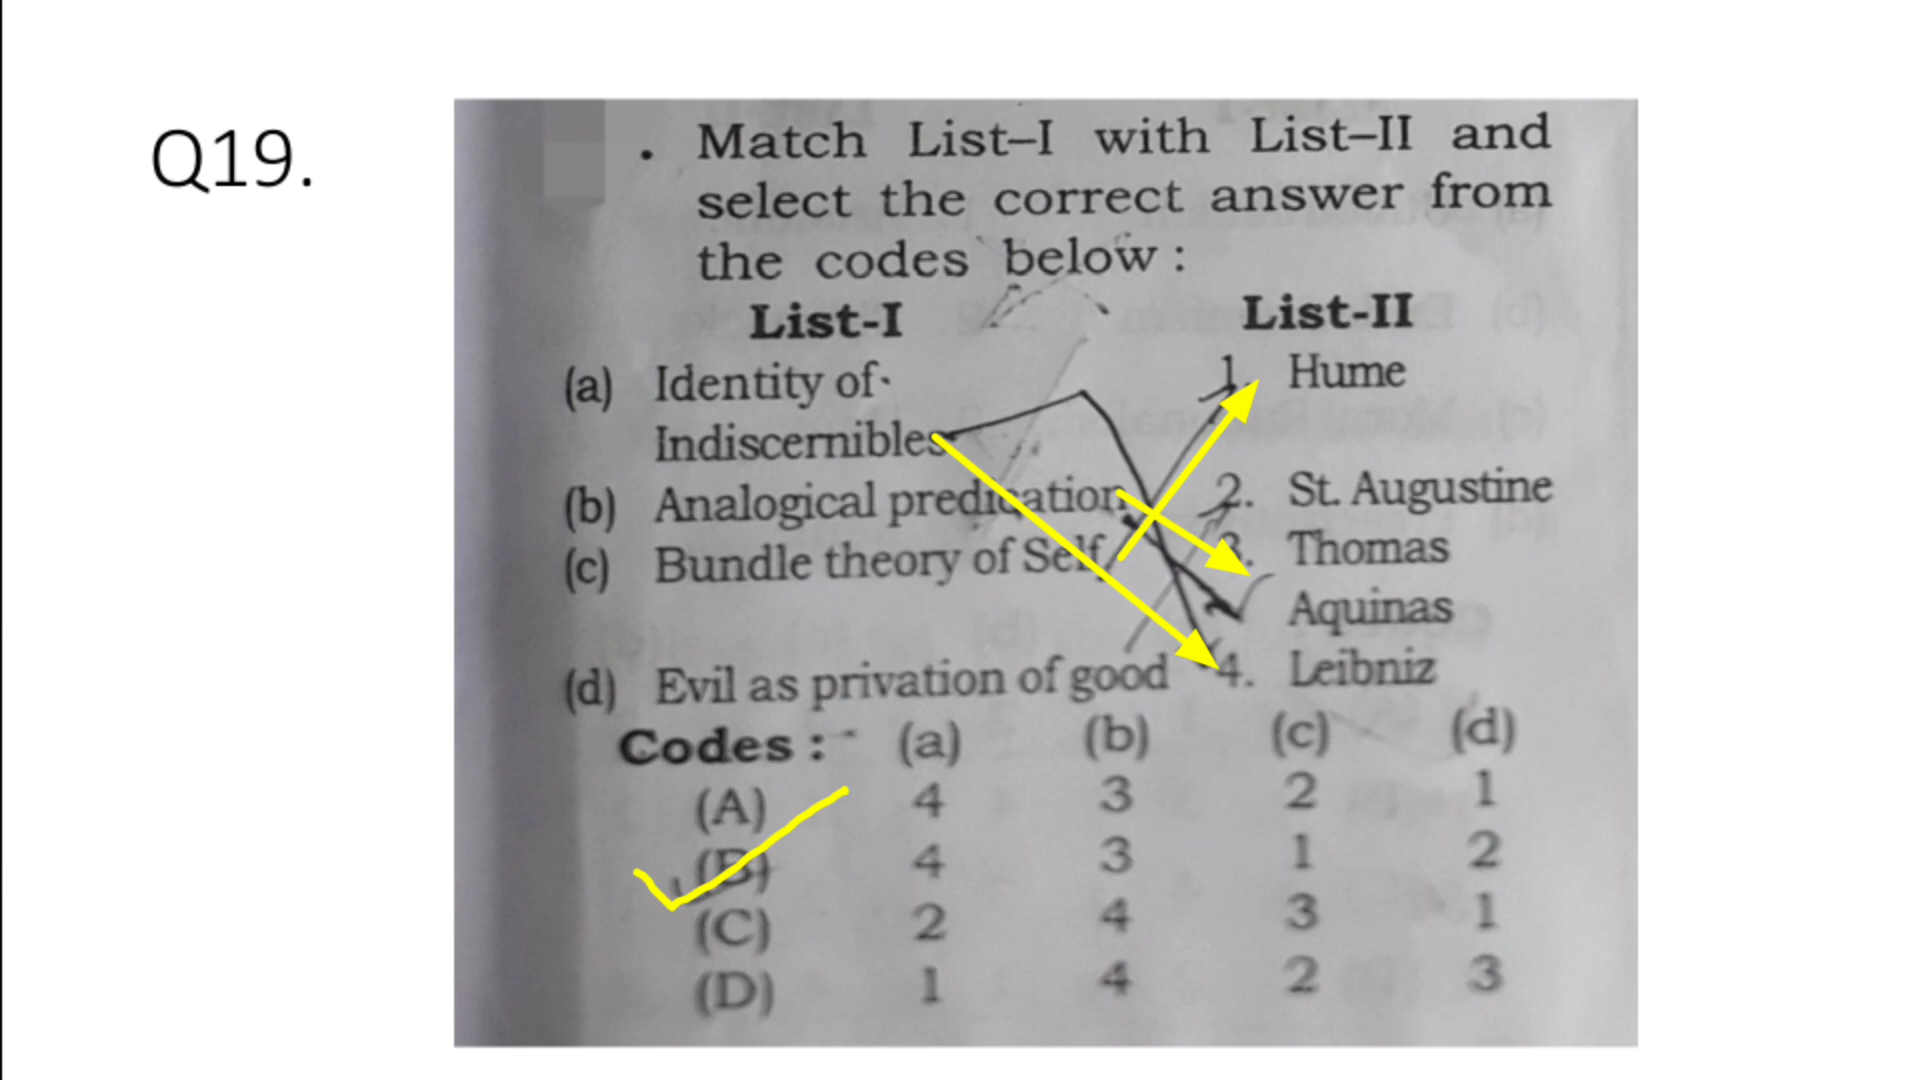 Q19.
. Match List–I with List–II and
select the correct answer from
the codes below :
List-I List-II
(a) Identity of 1. Hume
Indiscernibles
(b) Analogical predication 2. St. Augustine
(c) Bundle theory of Self 3. Thomas
Aquinas
(d) Evil as privation of good 4. Leibniz
Codes : (a) (b) (c) (d)
(A) 4 3 2 1
(B) 4 3 1 2
(C) 2 4 3 1
(D) 1 4 2 3